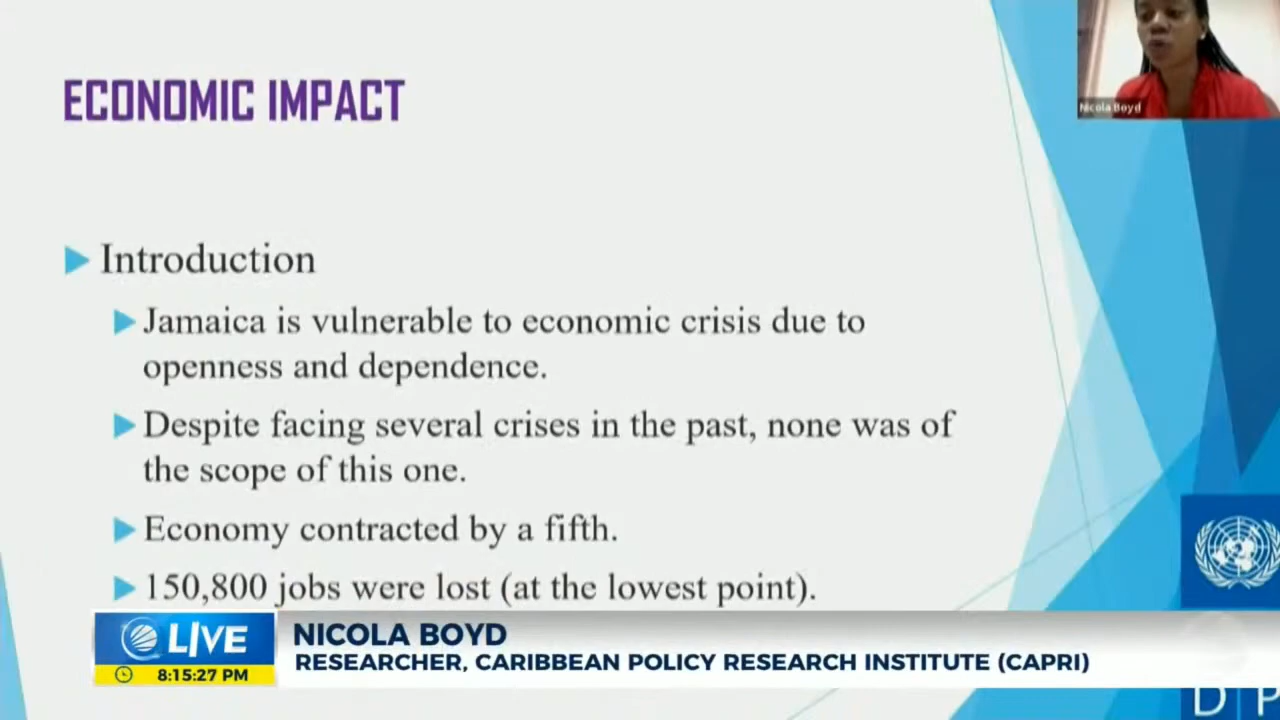 ECONOMIC IMPACT
Nicola Boyd
Introduction
Jamaica is vulnerable to economic crisis due to
openness and dependence.
Despite facing several crises in the past, none was of
the scope of this one.
Economy contracted by a fifth.
150,800 jobs were lost (at the lowest point).
LIVE
8:15:27 PM
NICOLA BOYD
RESEARCHER, CARIBBEAN POLICY RESEARCH INSTITUTE (CAPRI)
D P